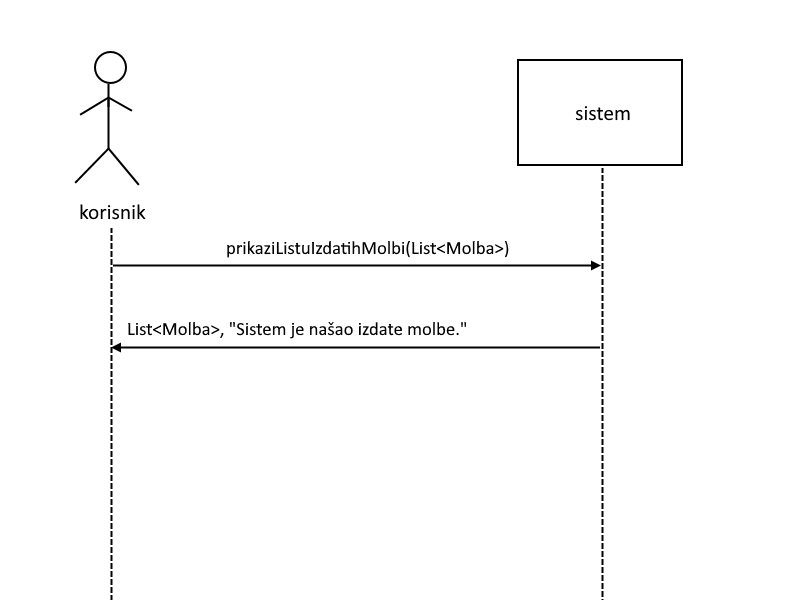 sistem
korisnik
prikaziListuIzdatihMolbi(List<Molba>)
List<Molba>, "Sistem je našao izdate molbe."